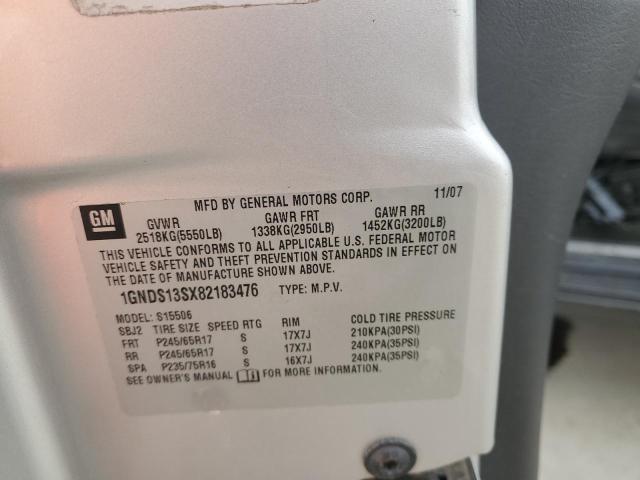 MFD BY GENERAL MOTORS CORP. 11/07
GM
GVWR GAWR FRT GAWR RR
2518KG(5550LB) 1338KG(2950LB) 1452KG(3200LB)
THIS VEHICLE CONFORMS TO ALL APPLICABLE U.S. FEDERAL MOTOR
VEHICLE SAFETY AND THEFT PREVENTION STANDARDS IN EFFECT ON
THE DATE OF MANUFACTURE SHOWN ABOVE.
1GNDS13SX82183476 TYPE: M.P.V.
MODEL: S15506
SBJ2 TIRE SIZE SPEED RTG RIM COLD TIRE PRESSURE
FRT P245/65R17 S 17X7J 210KPA(30PSI)
RR P245/65R17 S 17X7J 240KPA(35PSI)
SPA P235/75R16 S 16X7J 240KPA(35PSI)
SEE OWNER'S MANUAL FOR MORE INFORMATION.